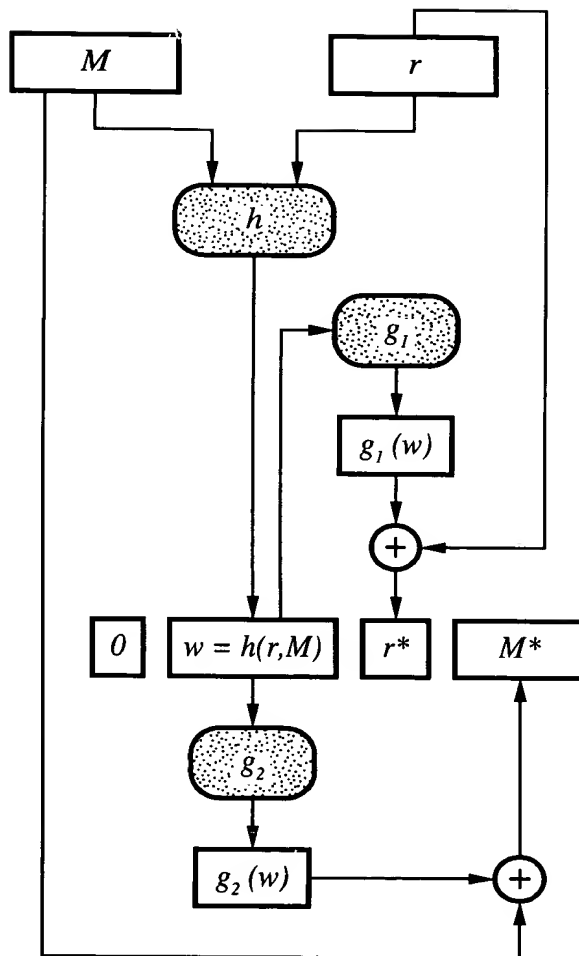 M
r
h
g₁
g₁ (w)
+
0
w = h(r,M)
r*
M*
g₂
g₂ (w)
+